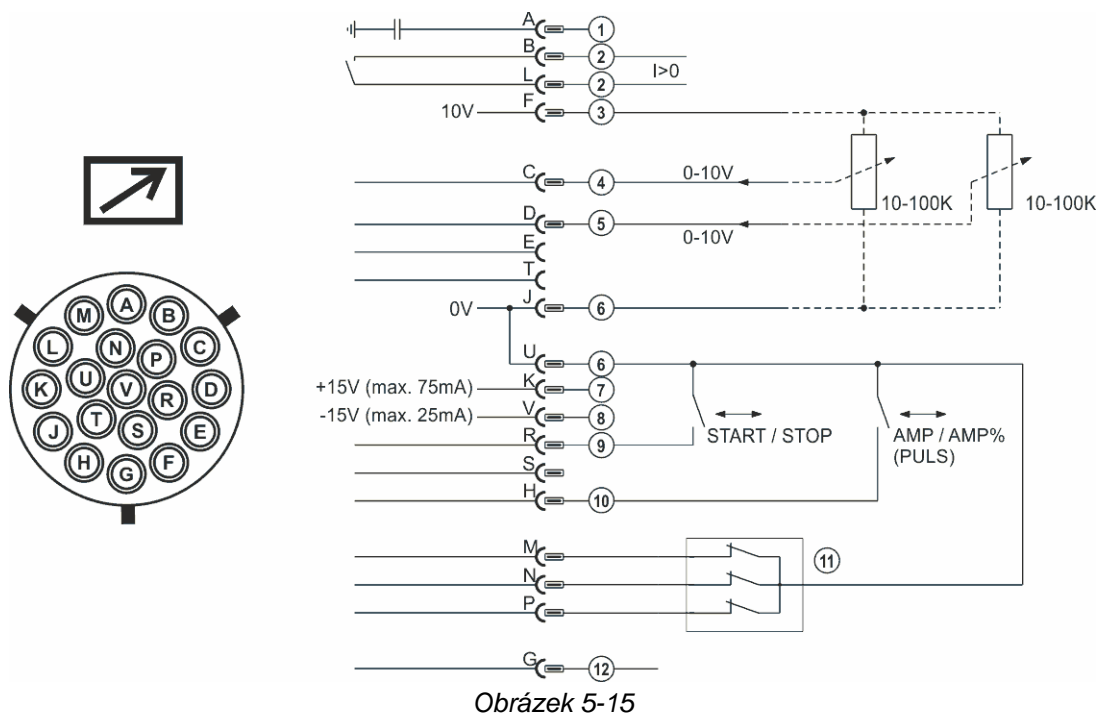 A 1
B 2
I>0
L 2
10V F 3
C 4 0-10V
10-100K 10-100K
D 5
0-10V
E
T
0V J 6
U 6
+15V (max. 75mA) K 7
-15V (max. 25mA) V 8
START / STOP AMP / AMP%
(PULS)
R 9
S
H 10
M 11
N
P
G 12
A
M B
L N P C
K U V R D
J T S E
H G F
Obrázek 5-15